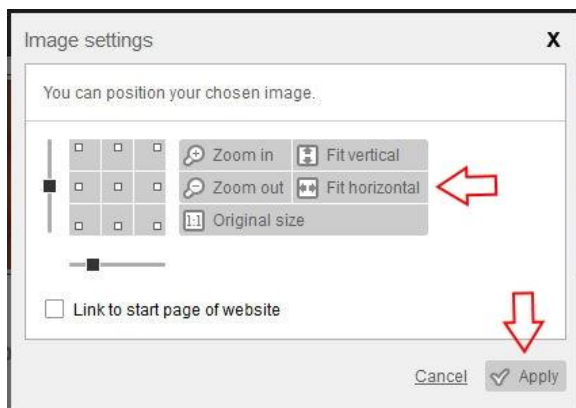 Image settings X
You can position your chosen image.
Zoom in Fit vertical
Zoom out Fit horizontal
1:1 Original size
Link to start page of website
Cancel Apply